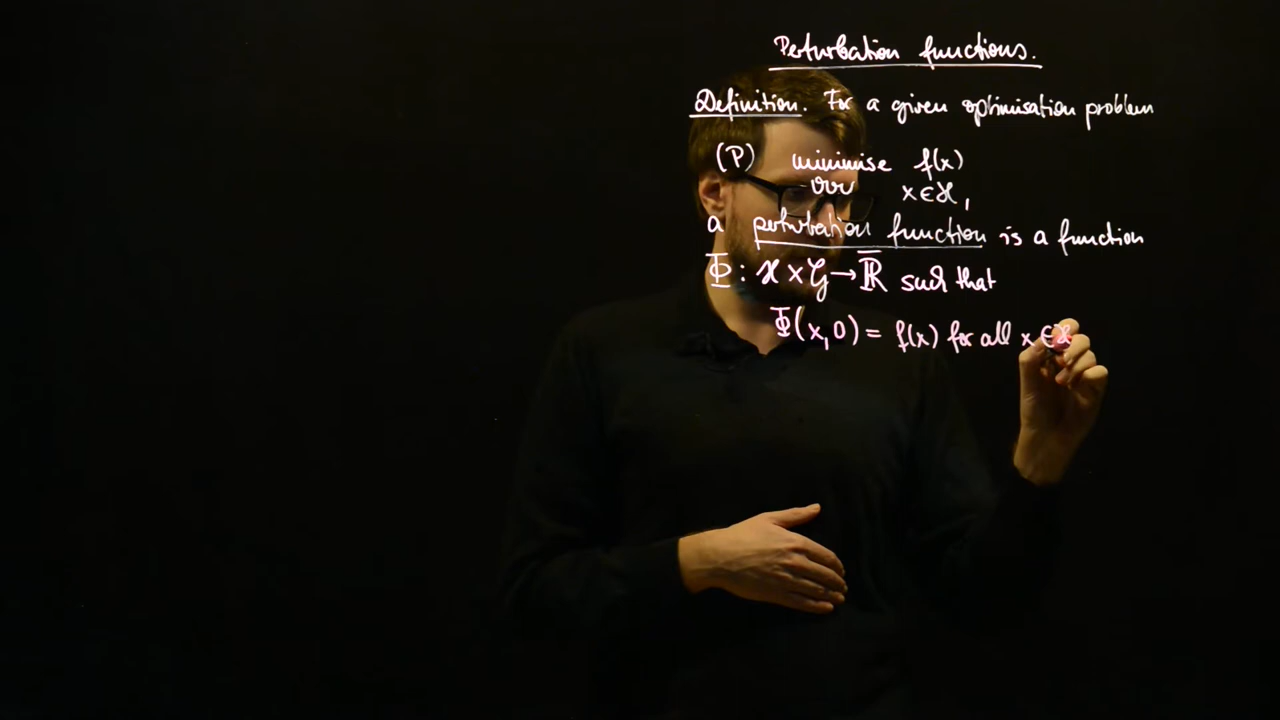 Perturbation functions.
Definition. For a given optimisation problem
(P) minimise f(x)
over x∈𝒳,
a perturbation function is a function
Φ : 𝒳 × 𝒢 → ℝ̅ such that
Φ(x,0) = f(x) for all x ∈ 𝒳